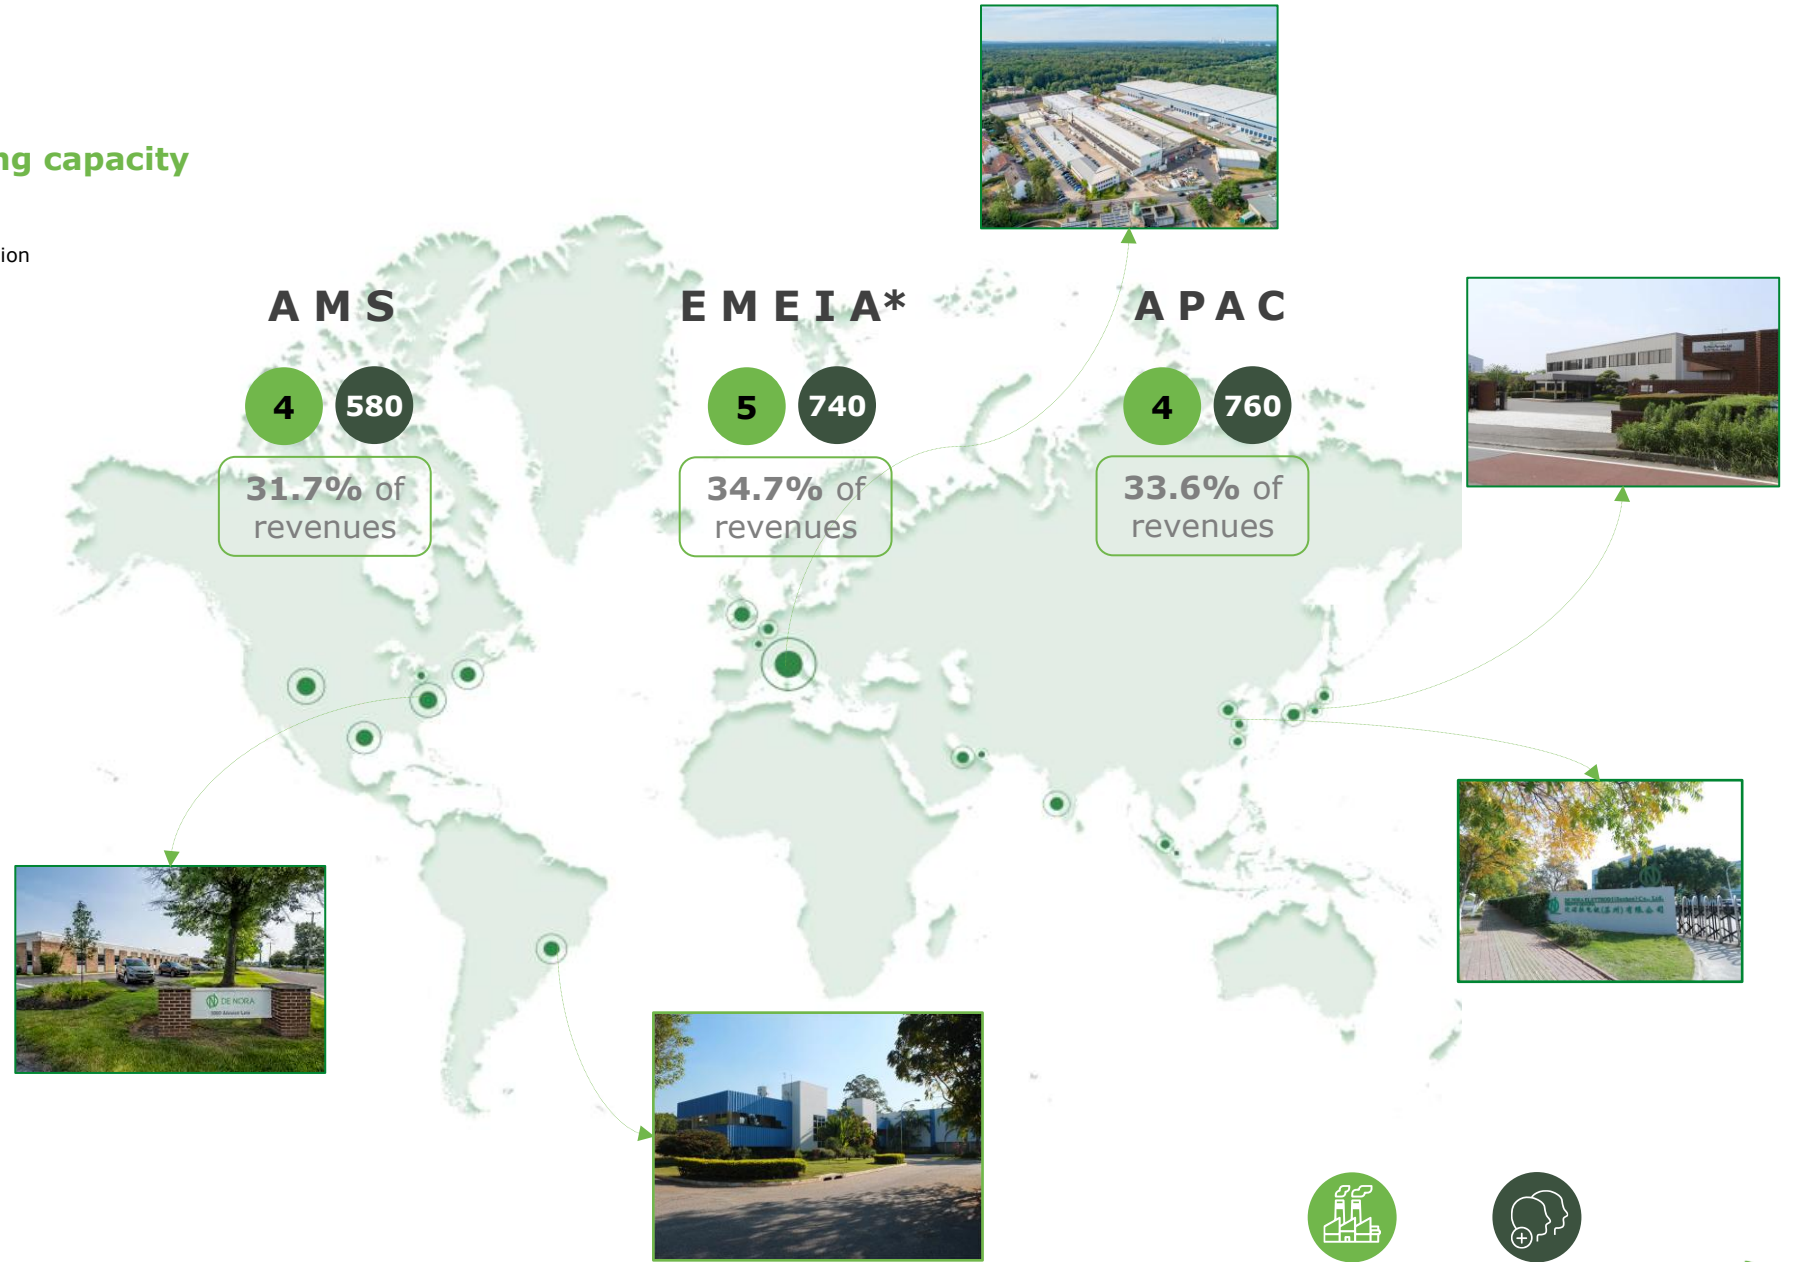 ng capacity
ion
AMS
EMEIA*
APAC
4
580
5
740
4
760
31.7% of
revenues
34.7% of
revenues
33.6% of
revenues
DE NORA